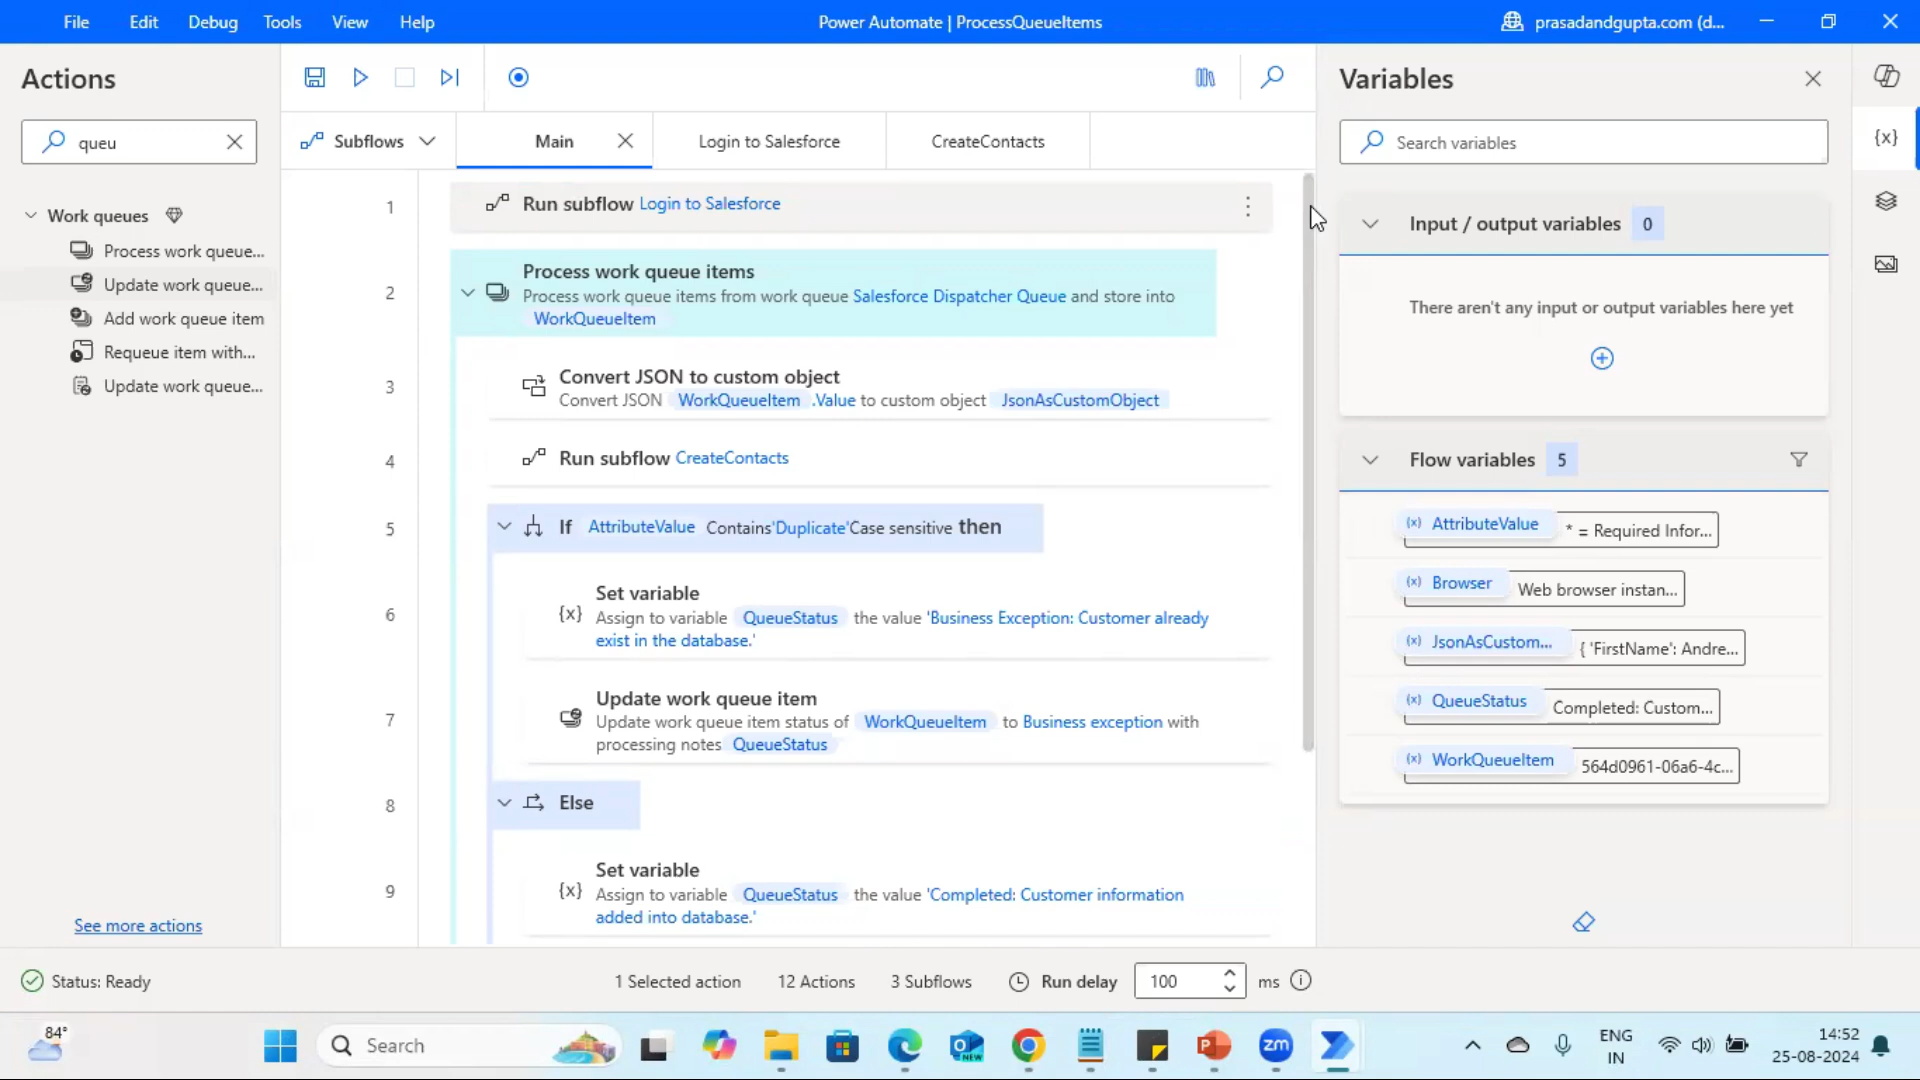 File Edit Debug Tools View Help
Power Automate | ProcessQueueItems
prasadandgupta.com (d...
Actions
queu
Work queues
Process work queue...
Update work queue...
Add work queue item
Requeue item with...
Update work queue...
See more actions
Subflows
Main
Login to Salesforce
CreateContacts
1
Run subflow Login to Salesforce
2
Process work queue items
Process work queue items from work queue Salesforce Dispatcher Queue and store into
WorkQueueItem
3
Convert JSON to custom object
Convert JSON WorkQueueItem .Value to custom object JsonAsCustomObject
4
Run subflow CreateContacts
5
If AttributeValue Contains'Duplicate'Case sensitive then
6
Set variable
{x}
Assign to variable QueueStatus the value 'Business Exception: Customer already
exist in the database.'
7
Update work queue item
Update work queue item status of WorkQueueItem to Business exception with
processing notes QueueStatus
8
Else
9
Set variable
{x}
Assign to variable QueueStatus the value 'Completed: Customer information
added into database.'
Variables
{x}
Search variables
Input / output variables 0
There aren't any input or output variables here yet
Flow variables 5
(x) AttributeValue * = Required Infor...
(x) Browser Web browser instan...
(x) JsonAsCustom... { 'FirstName': Andre...
(x) QueueStatus Completed: Custom...
(x) WorkQueueItem 564d0961-06a6-4c...
Status: Ready
1 Selected action
12 Actions
3 Subflows
Run delay
100
ms
84°
Search
NEW
P
zm
ENG
IN
14:52
25-08-2024